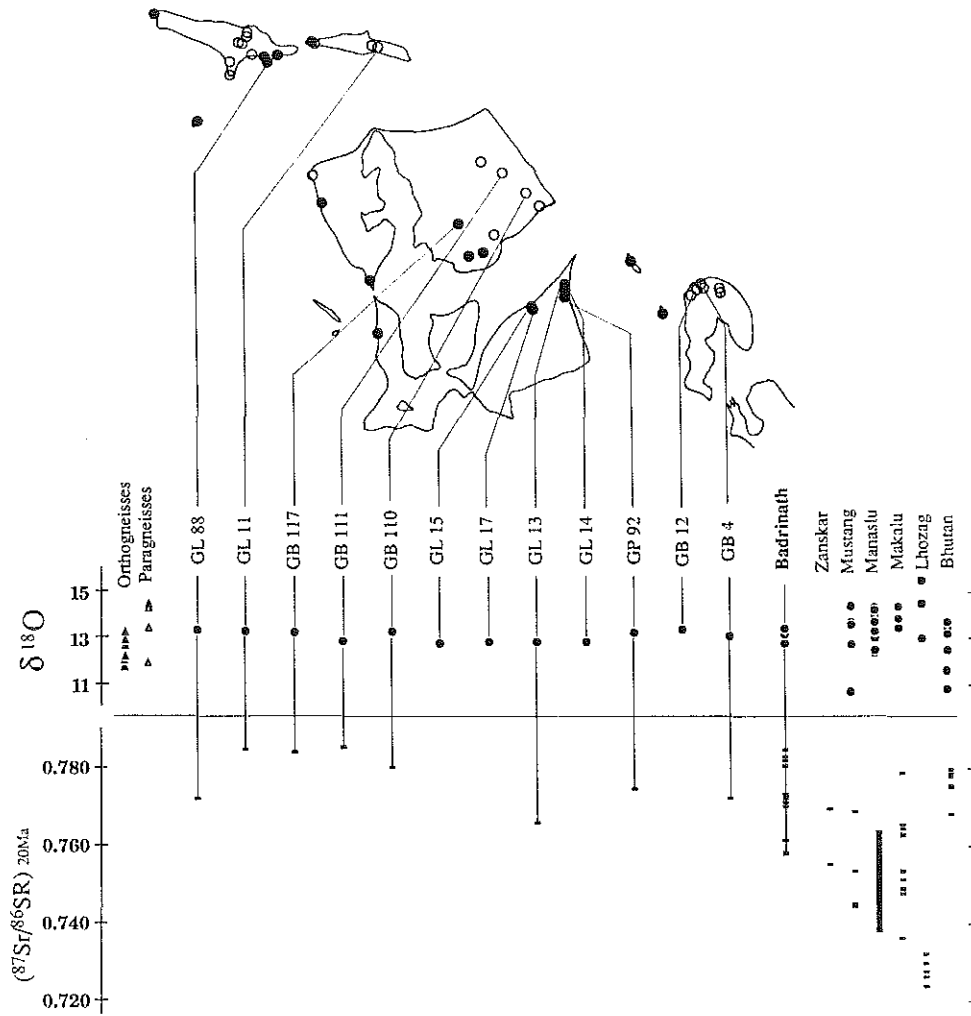 Orthogneisses
Paragneisses
GL 88
GL 11
GB 117
GB 111
GB 110
GL 15
GL 17
GL 13
GL 14
GP 92
GB 12
GB 4
Badrinath
Zanskar
Mustang
Manaslu
Makalu
Lhozag
Bhutan
δ18O
15
13
11
(87Sr/86SR) 20Ma
0.780
0.760
0.740
0.720